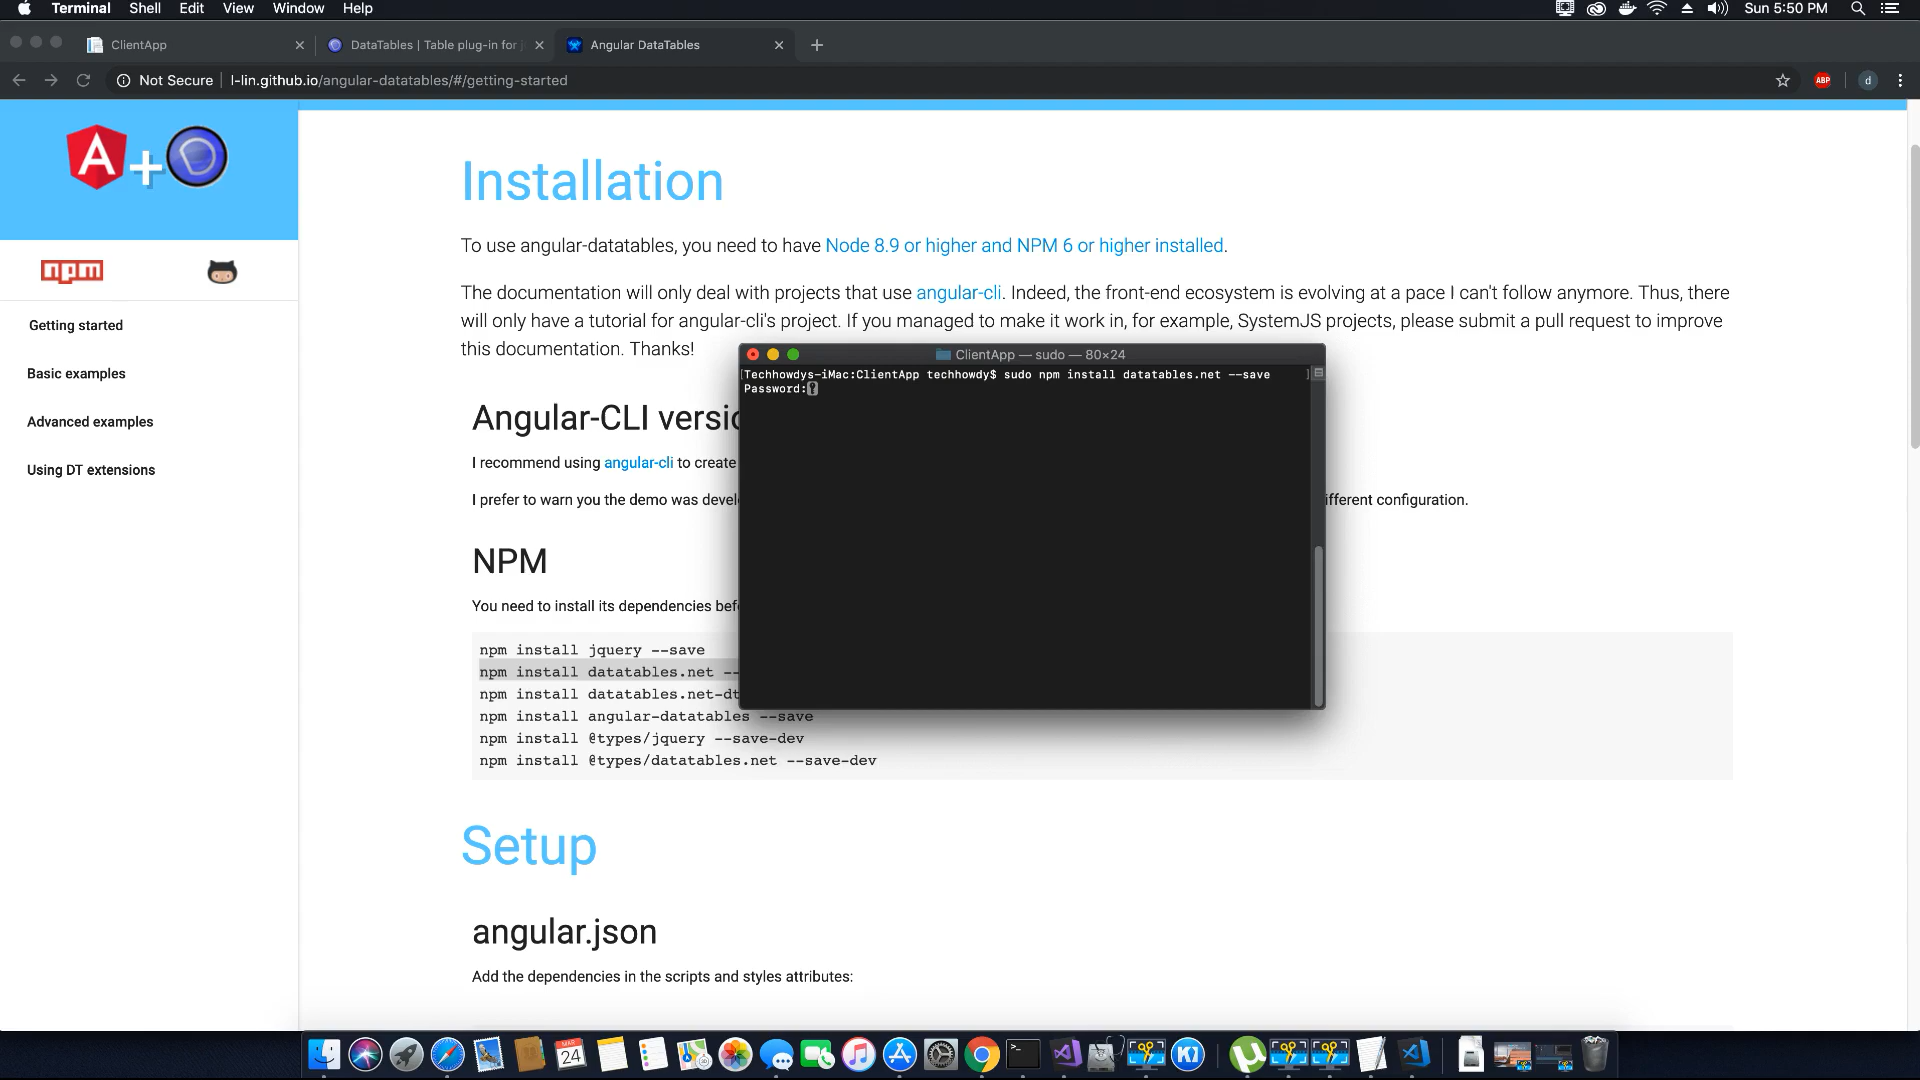 Terminal Shell Edit View Window Help Sun 5:50 PM
ClientApp
DataTables | Table plug-in for j
Angular DataTables
Not Secure l-lin.github.io/angular-datatables/#/getting-started ABP d
A +
npm
Getting started
Basic examples
Advanced examples
Using DT extensions
Installation
To use angular-datatables, you need to have Node 8.9 or higher and NPM 6 or higher installed.
The documentation will only deal with projects that use angular-cli. Indeed, the front-end ecosystem is evolving at a pace I can't follow anymore. Thus, there
will only have a tutorial for angular-cli's project. If you managed to make it work in, for example, SystemJS projects, please submit a pull request to improve
this documentation. Thanks!
ClientApp — sudo — 80×24
[Techhowdys-iMac:ClientApp techhowdy$ sudo npm install datatables.net --save ]
Password:
Angular-CLI versio
I recommend using angular-cli to create
I prefer to warn you the demo was devel ifferent configuration.
NPM
You need to install its dependencies bef
npm install jquery --save
npm install datatables.net --
npm install datatables.net-dt
npm install angular-datatables --save
npm install @types/jquery --save-dev
npm install @types/datatables.net --save-dev
Setup
angular.json
Add the dependencies in the scripts and styles attributes:
MAR
24